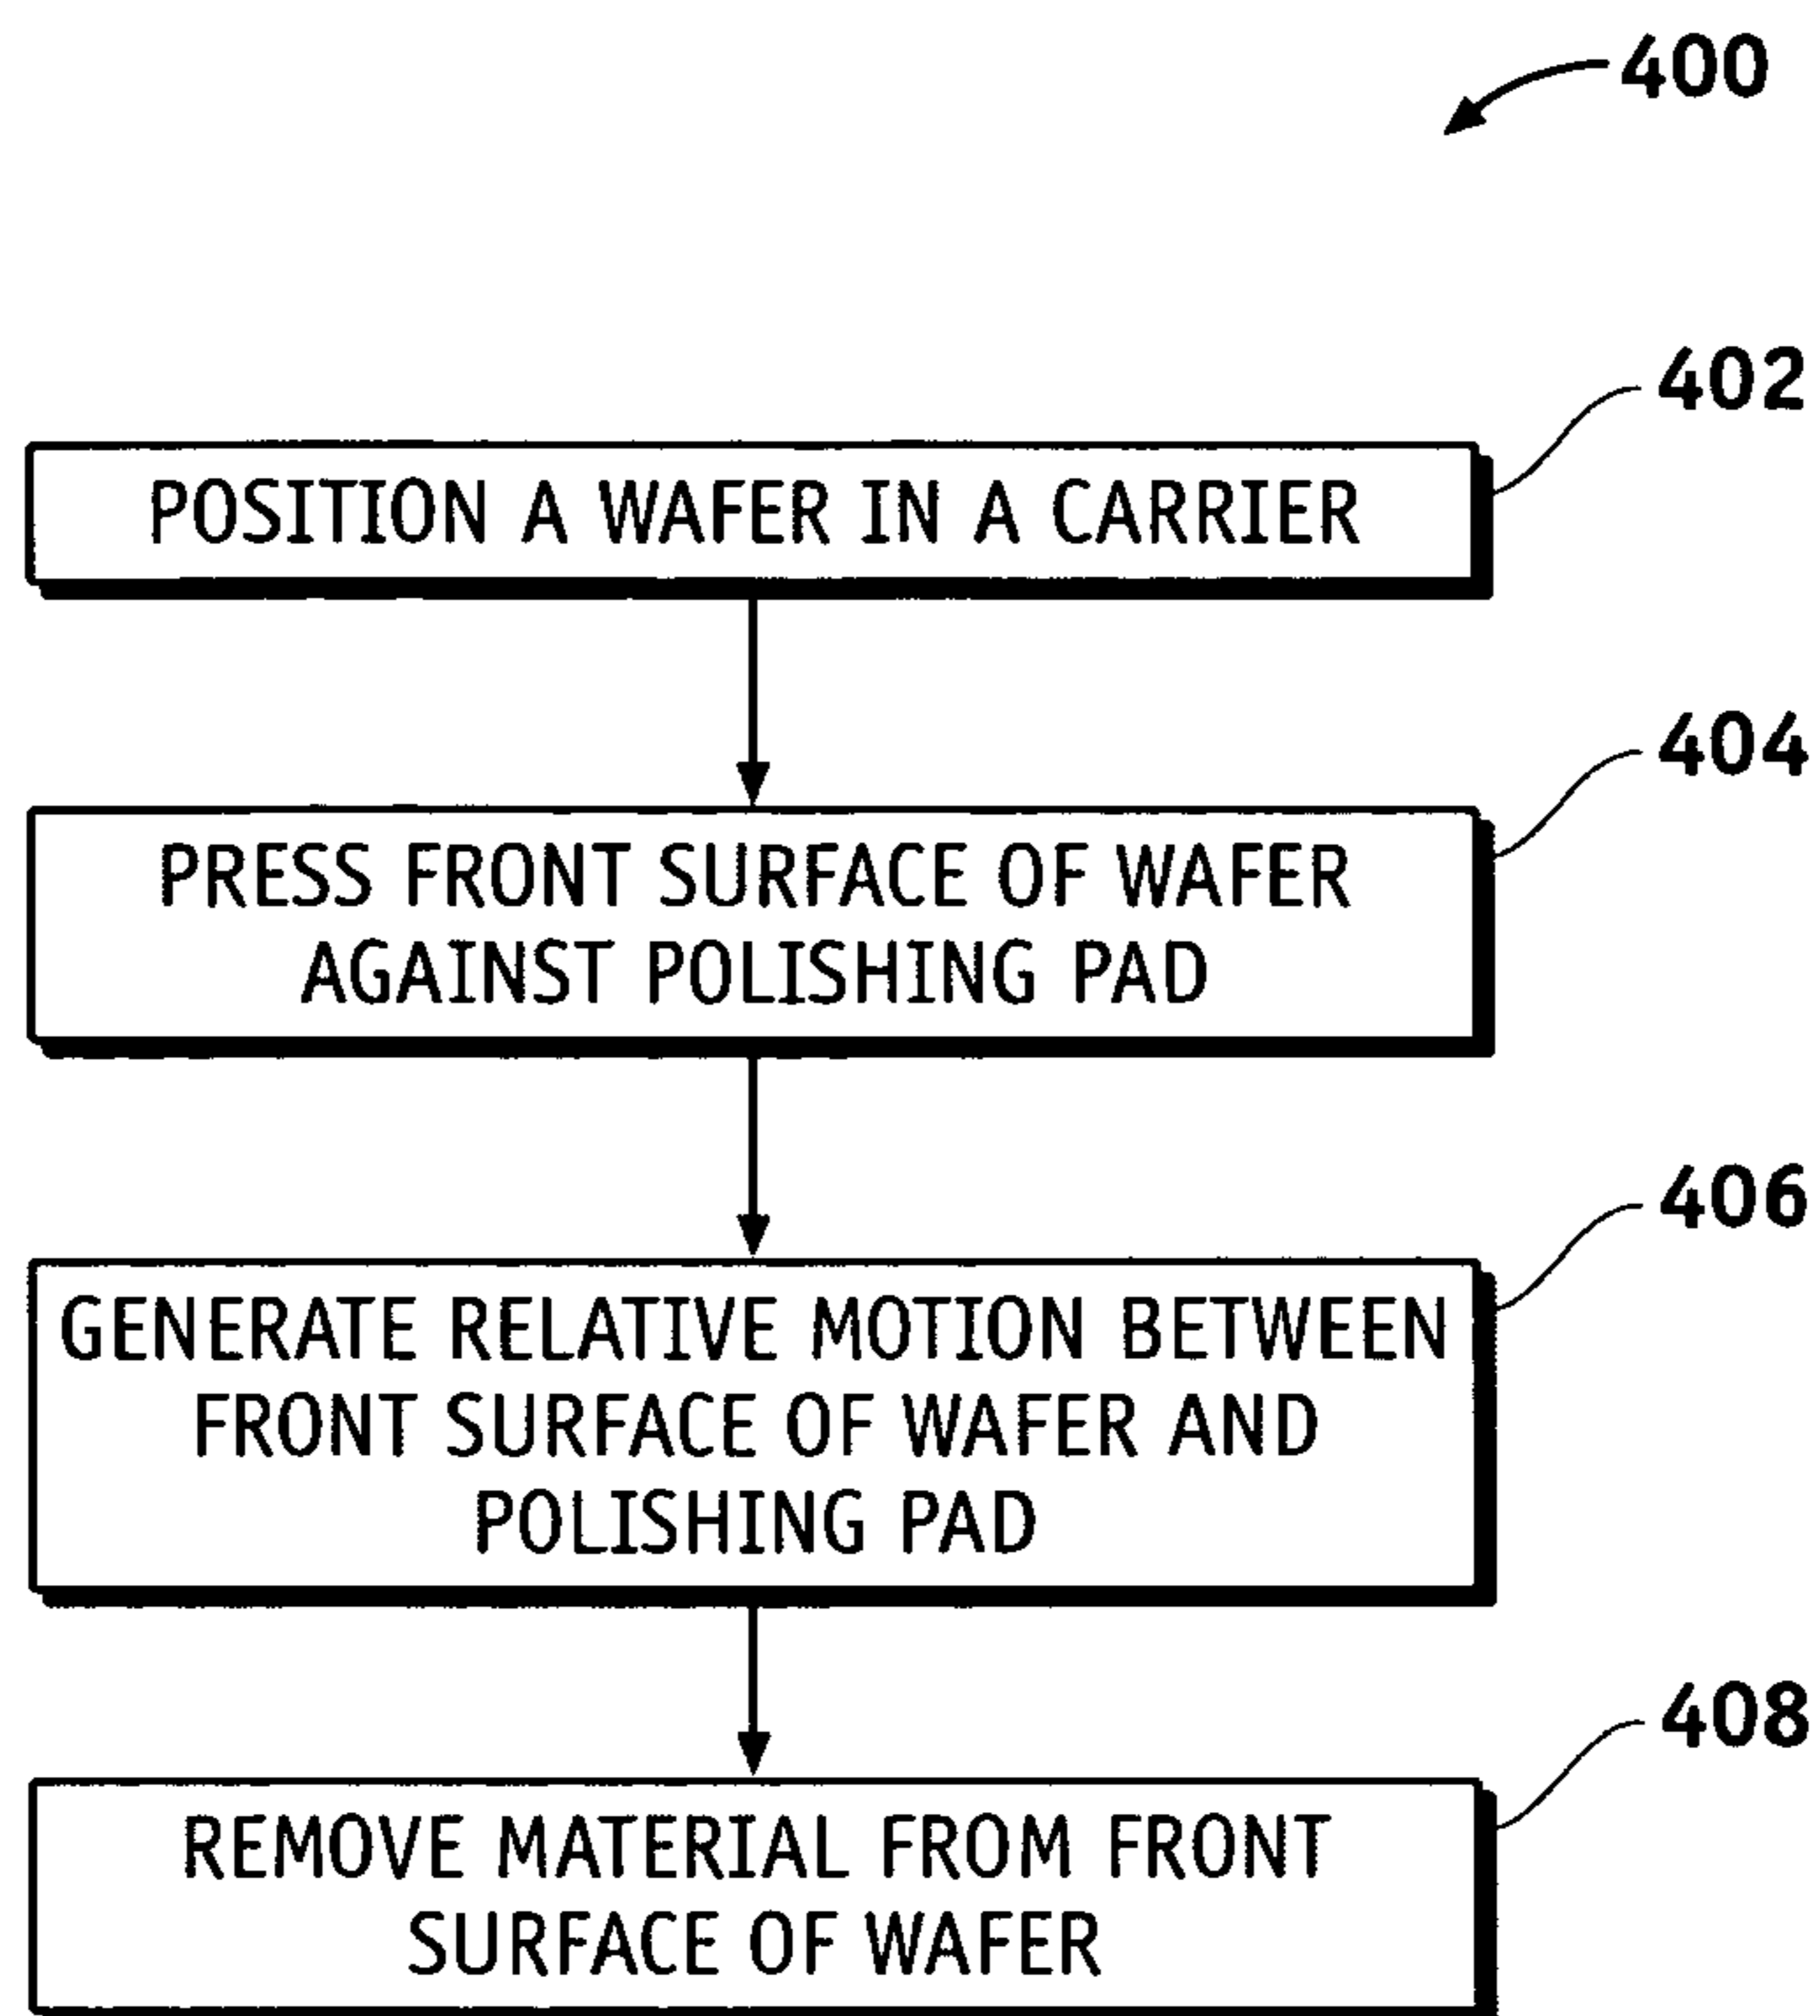 400
402
POSITION A WAFER IN A CARRIER
404
PRESS FRONT SURFACE OF WAFER
AGAINST POLISHING PAD
406
GENERATE RELATIVE MOTION BETWEEN
FRONT SURFACE OF WAFER AND
POLISHING PAD
408
REMOVE MATERIAL FROM FRONT
SURFACE OF WAFER